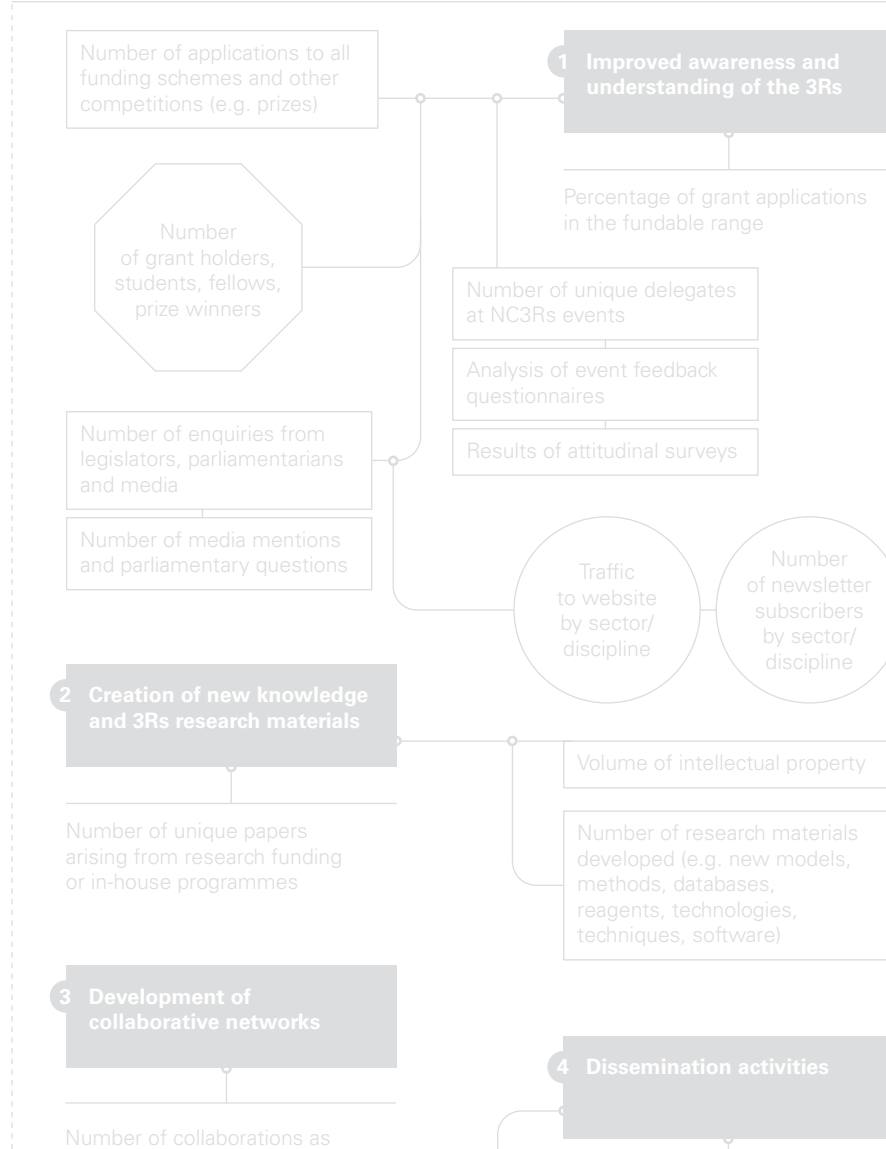 Number of applications to all
funding schemes and other
competitions (e.g. prizes)
1 Improved awareness and
understanding of the 3Rs
Percentage of grant applications
in the fundable range
Number
of grant holders,
students, fellows,
prize winners
Number of unique delegates
at NC3Rs events
Analysis of event feedback
questionnaires
Results of attitudinal surveys
Number of enquiries from
legislators, parliamentarians
and media
Number of media mentions
and parliamentary questions
Traffic
to website
by sector/
discipline
Number
of newsletter
subscribers
by sector/
discipline
2 Creation of new knowledge
and 3Rs research materials
Number of unique papers
arising from research funding
or in-house programmes
Volume of intellectual property
Number of research materials
developed (e.g. new models,
methods, databases,
reagents, technologies,
techniques, software)
3 Development of
collaborative networks
Number of collaborations as
4 Dissemination activities